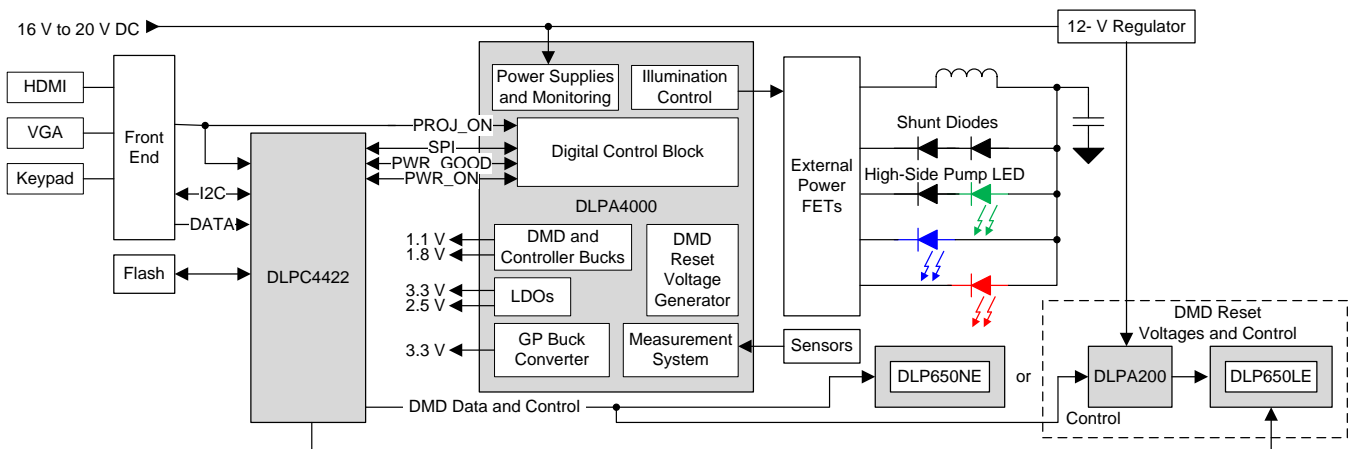 16 V to 20 V DC
12- V Regulator
HDMI
VGA
Keypad
Front
End
Power Supplies
and Monitoring
Illumination
Control
PROJ_ON
SPI
PWR_GOOD
PWR_ON
Digital Control Block
DLPA4000
I2C
DATA
Flash
DLPC4422
1.1 V
1.8 V
DMD and
Controller Bucks
3.3 V
2.5 V
LDOs
DMD
Reset
Voltage
Generator
3.3 V
GP Buck
Converter
Measurement
System
Sensors
External
Power
FETs
Shunt Diodes
High-Side Pump LED
DMD Data and Control
DLP650NE
or
DMD Reset
Voltages and Control
DLPA200
DLP650LE
Control